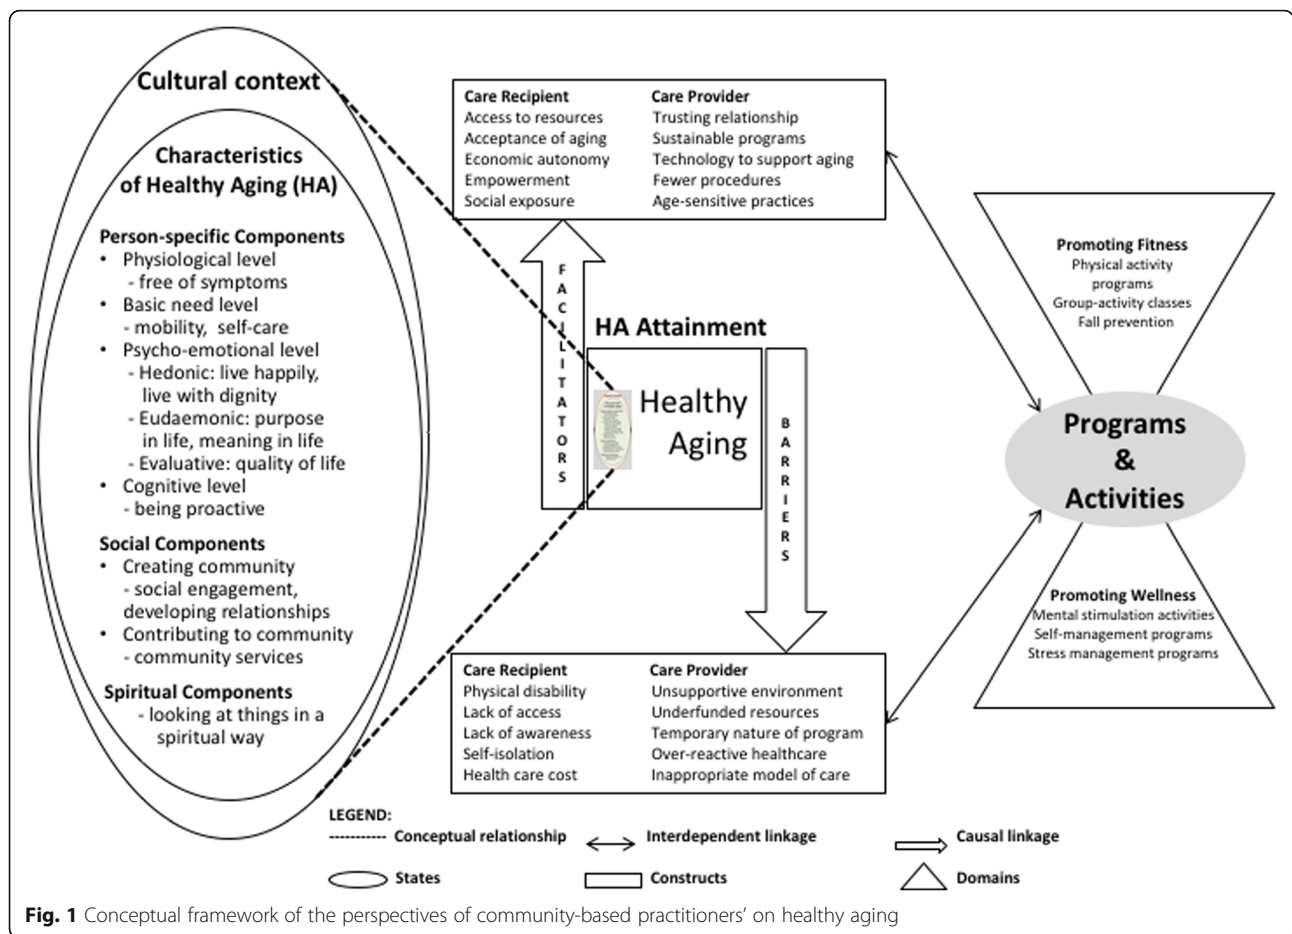 Cultural context
Characteristics
of Healthy Aging (HA)
Person-specific Components
• Physiological level
- free of symptoms
• Basic need level
- mobility, self-care
• Psycho-emotional level
- Hedonic: live happily,
live with dignity
- Eudaemonic: purpose
in life, meaning in life
- Evaluative: quality of life
• Cognitive level
- being proactive
Social Components
• Creating community
- social engagement,
developing relationships
• Contributing to community
- community services
Spiritual Components
- looking at things in a
spiritual way
Care Recipient
Access to resources
Acceptance of aging
Economic autonomy
Empowerment
Social exposure
Care Provider
Trusting relationship
Sustainable programs
Technology to support aging
Fewer procedures
Age-sensitive practices
FACILITATORS
HA Attainment
Healthy
Aging
BARRIERS
Care Recipient
Physical disability
Lack of access
Lack of awareness
Self-isolation
Health care cost
Care Provider
Unsupportive environment
Underfunded resources
Temporary nature of program
Over-reactive healthcare
Inappropriate model of care
Promoting Fitness
Physical activity
programs
Group-activity classes
Fall prevention
Programs
&
Activities
Promoting Wellness
Mental stimulation activities
Self-management programs
Stress management programs
LEGEND:
Conceptual relationship
Interdependent linkage
Causal linkage
States
Constructs
Domains
Fig. 1 Conceptual framework of the perspectives of community-based practitioners' on healthy aging